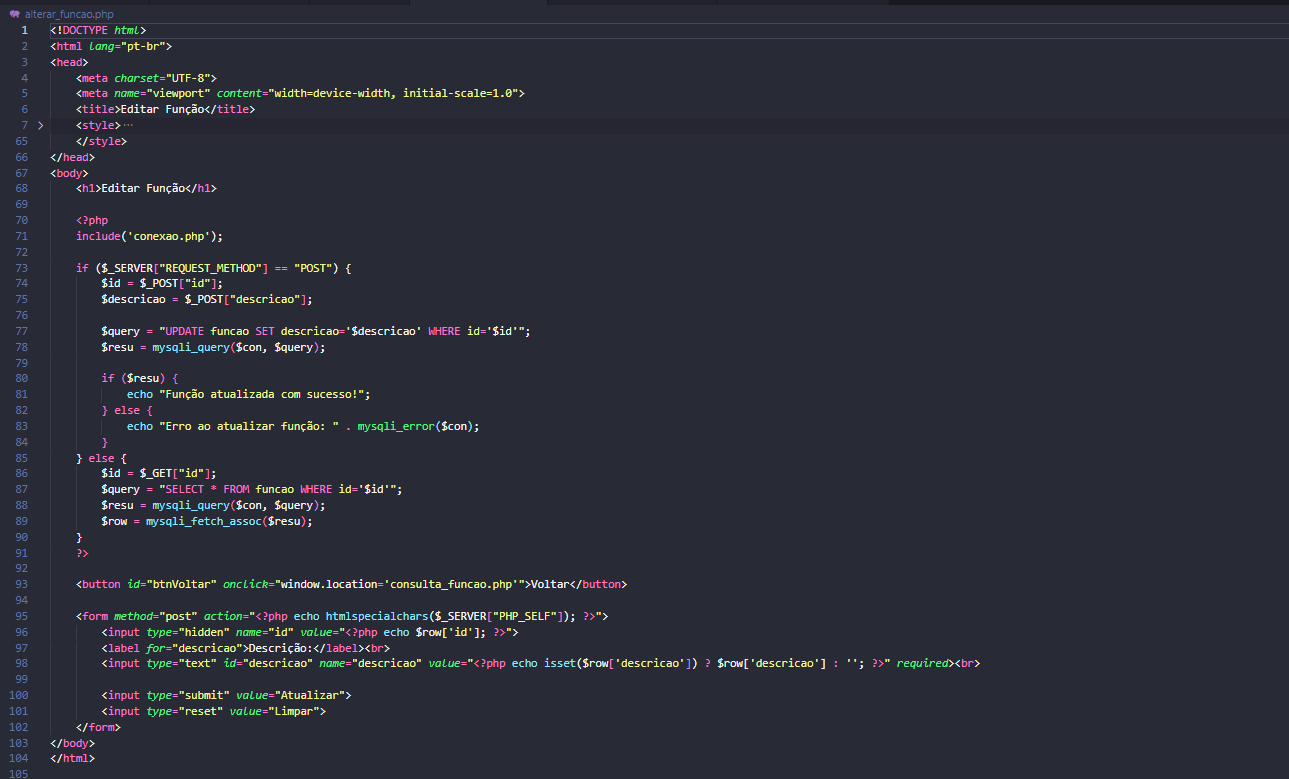 alterar_funcao.php
1 <!DOCTYPE html>
2 <html lang="pt-br">
3 <head>
4     <meta charset="UTF-8">
5     <meta name="viewport" content="width=device-width, initial-scale=1.0">
6     <title>Editar Função</title>
7     <style>…
65     </style>
66 </head>
67 <body>
68     <h1>Editar Função</h1>
69
70     <?php
71     include('conexao.php');
72
73     if ($_SERVER["REQUEST_METHOD"] == "POST") {
74         $id = $_POST["id"];
75         $descricao = $_POST["descricao"];
76
77         $query = "UPDATE funcao SET descricao='$descricao' WHERE id='$id'";
78         $resu = mysqli_query($con, $query);
79
80         if ($resu) {
81             echo "Função atualizada com sucesso!";
82         } else {
83             echo "Erro ao atualizar função: " . mysqli_error($con);
84         }
85     } else {
86         $id = $_GET["id"];
87         $query = "SELECT * FROM funcao WHERE id='$id'";
88         $resu = mysqli_query($con, $query);
89         $row = mysqli_fetch_assoc($resu);
90     }
91     ?>
92
93     <button id="btnVoltar" onclick="window.location='consulta_funcao.php'">Voltar</button>
94
95     <form method="post" action="<?php echo htmlspecialchars($_SERVER["PHP_SELF"]); ?>">
96         <input type="hidden" name="id" value="<?php echo $row['id']; ?>">
97         <label for="descricao">Descrição:</label><br>
98         <input type="text" id="descricao" name="descricao" value="<?php echo isset($row['descricao']) ? $row['descricao'] : ''; ?>" required><br>
99
100         <input type="submit" value="Atualizar">
101         <input type="reset" value="Limpar">
102     </form>
103 </body>
104 </html>
105